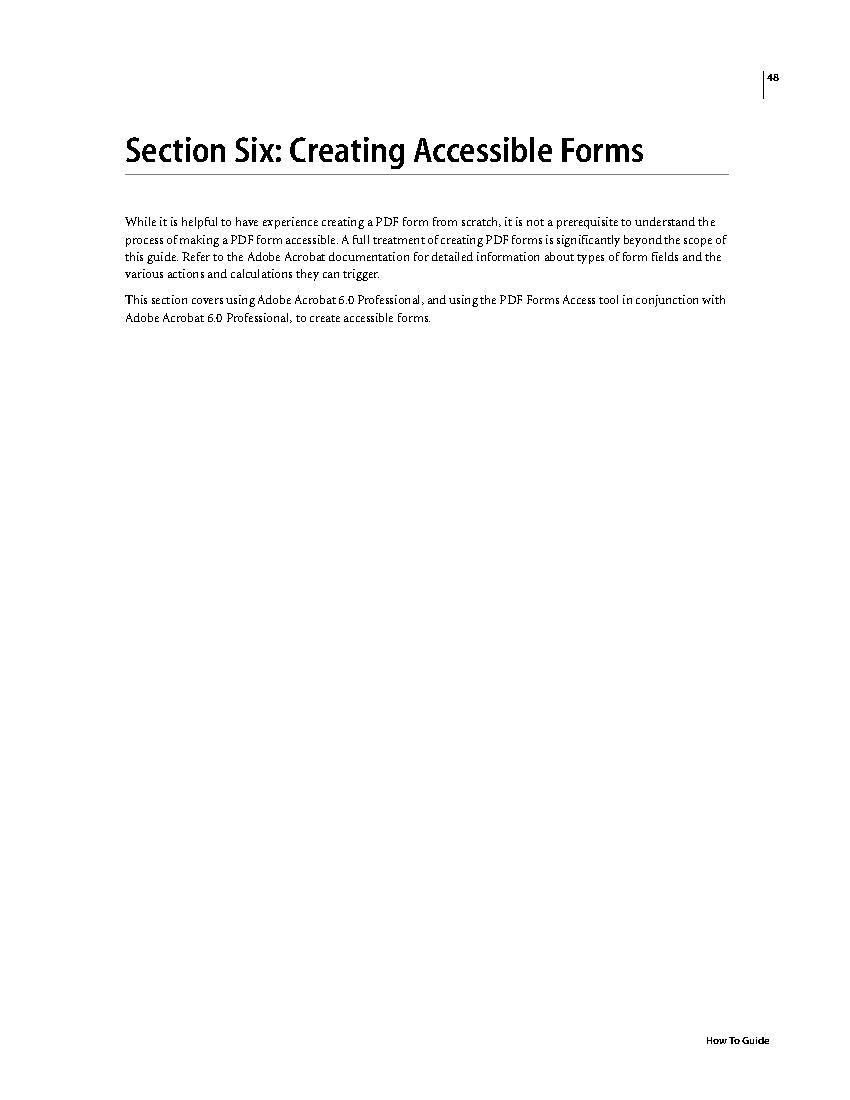 48
Section Six: Creating Accessible Forms
While it is helpful to have experience creating a PDF form from scratch, it is not a prerequisite to understand the
process of making a PDF form accessible. A full treatment of creating PDF forms is significantly beyond the scope of
this guide. Refer to the Adobe Acrobat documentation for detailed information about types of form fields and the
various actions and calculations they can trigger.
This section covers using Adobe Acrobat 6.0 Professional, and using the PDF Forms Access tool in conjunction with
Adobe Acrobat 6.0 Professional, to create accessible forms.
How To Guide